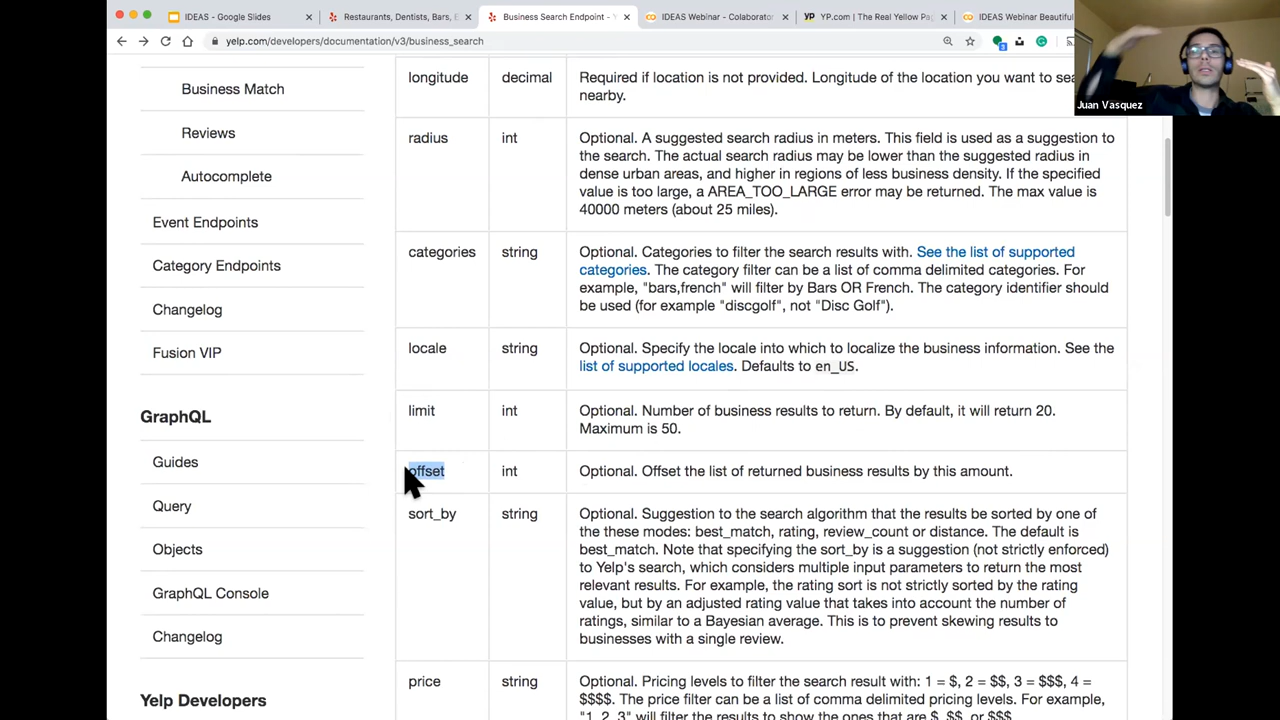 IDEAS - Google Slides
Restaurants, Dentists, Bars, E
Business Search Endpoint - Y
IDEAS Webinar - Colaborator
YP.com | The Real Yellow Pag
IDEAS Webinar Beautiful
yelp.com/developers/documentation/v3/business_search
Juan Vasquez
Business Match
Reviews
Autocomplete
Event Endpoints
Category Endpoints
Changelog
Fusion VIP
GraphQL
Guides
Query
Objects
GraphQL Console
Changelog
Yelp Developers
longitude decimal Required if location is not provided. Longitude of the location you want to sea
nearby.
radius int Optional. A suggested search radius in meters. This field is used as a suggestion to
the search. The actual search radius may be lower than the suggested radius in
dense urban areas, and higher in regions of less business density. If the specified
value is too large, a AREA_TOO_LARGE error may be returned. The max value is
40000 meters (about 25 miles).
categories string Optional. Categories to filter the search results with. See the list of supported
categories. The category filter can be a list of comma delimited categories. For
example, "bars,french" will filter by Bars OR French. The category identifier should
be used (for example "discgolf", not "Disc Golf").
locale string Optional. Specify the locale into which to localize the business information. See the
list of supported locales. Defaults to en_US.
limit int Optional. Number of business results to return. By default, it will return 20.
Maximum is 50.
offset int Optional. Offset the list of returned business results by this amount.
sort_by string Optional. Suggestion to the search algorithm that the results be sorted by one of
the these modes: best_match, rating, review_count or distance. The default is
best_match. Note that specifying the sort_by is a suggestion (not strictly enforced)
to Yelp's search, which considers multiple input parameters to return the most
relevant results. For example, the rating sort is not strictly sorted by the rating
value, but by an adjusted rating value that takes into account the number of
ratings, similar to a Bayesian average. This is to prevent skewing results to
businesses with a single review.
price string Optional. Pricing levels to filter the search result with: 1 = $, 2 = $$, 3 = $$$, 4 =
$$$$. The price filter can be a list of comma delimited pricing levels. For example,
"1, 2, 3" will filter the results to show the ones that are $, $$, or $$$.